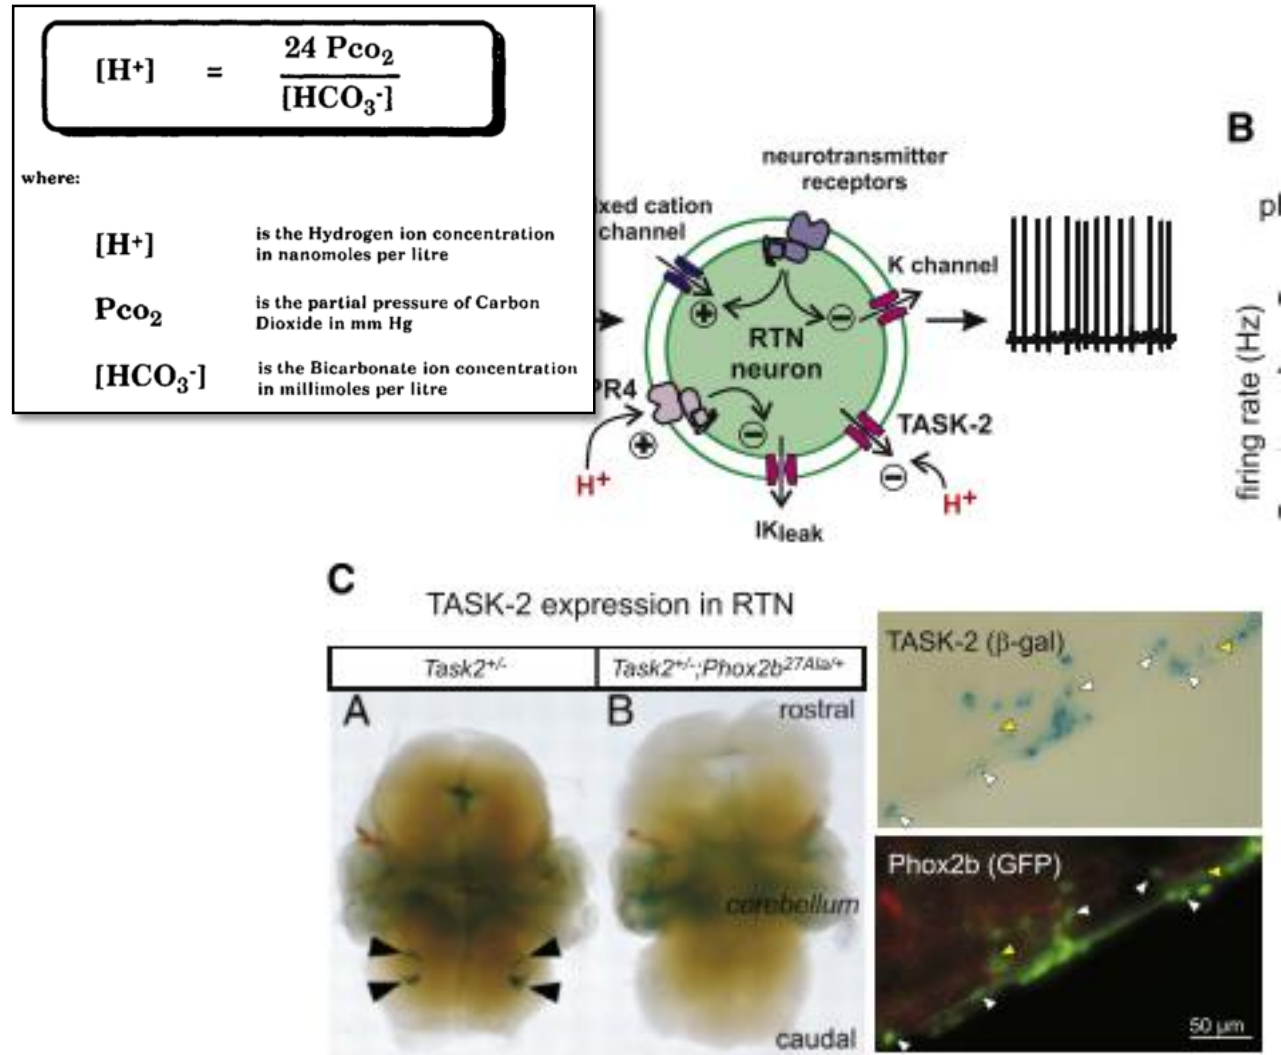 [H+] = 24 Pco₂
[HCO₃⁻]
where:
[H+] is the Hydrogen ion concentration
in nanomoles per litre
Pco₂ is the partial pressure of Carbon
Dioxide in mm Hg
[HCO₃⁻] is the Bicarbonate ion concentration
in millimoles per litre
neurotransmitter
receptors
xed cation
channel
K channel
+
−
RTN
neuron
PR4
TASK-2
+
−
−
H+
H+
IKleak
B
pl
firing rate (Hz)
C
TASK-2 expression in RTN
Task2+/-
Task2+/-;Phox2b27Ala/+
A
B
rostral
cerebellum
caudal
TASK-2 (β-gal)
Phox2b (GFP)
50 µm